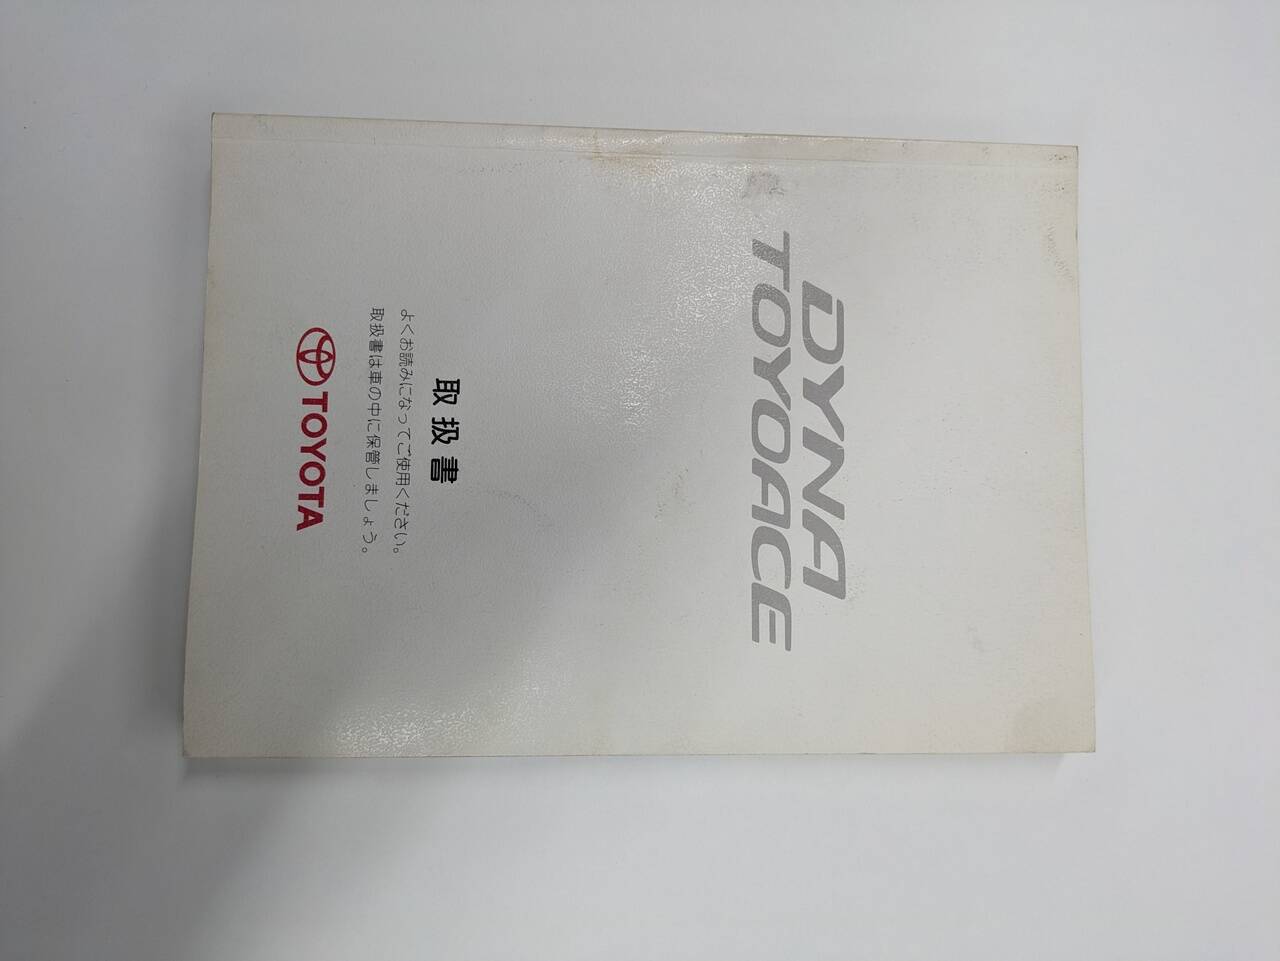 DYNA
TOYOACE
取扱書
よくお読みになってご使用ください。
取扱書は車の中に保管しましょう。
TOYOTA